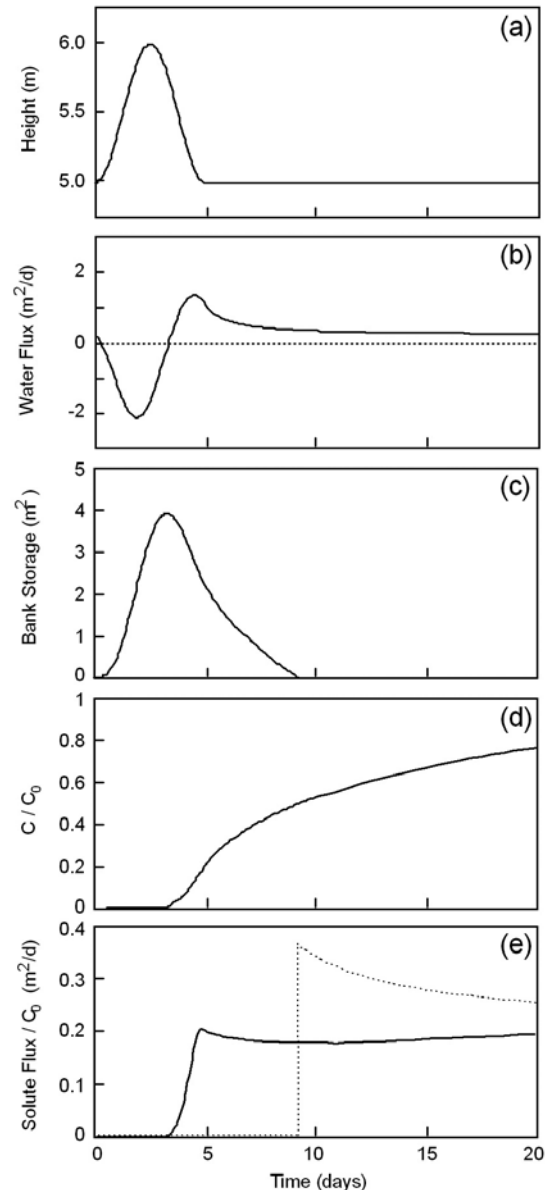 (a)
Height (m)
6.0
5.5
5.0
(b)
Water Flux (m²/d)
2
0
-2
(c)
Bank Storage (m²)
5
4
3
2
1
0
(d)
C / C₀
1
0.8
0.6
0.4
0.2
0
(e)
Solute Flux / C₀ (m²/d)
0.4
0.3
0.2
0.1
0
0 5 10 15 20
Time (days)